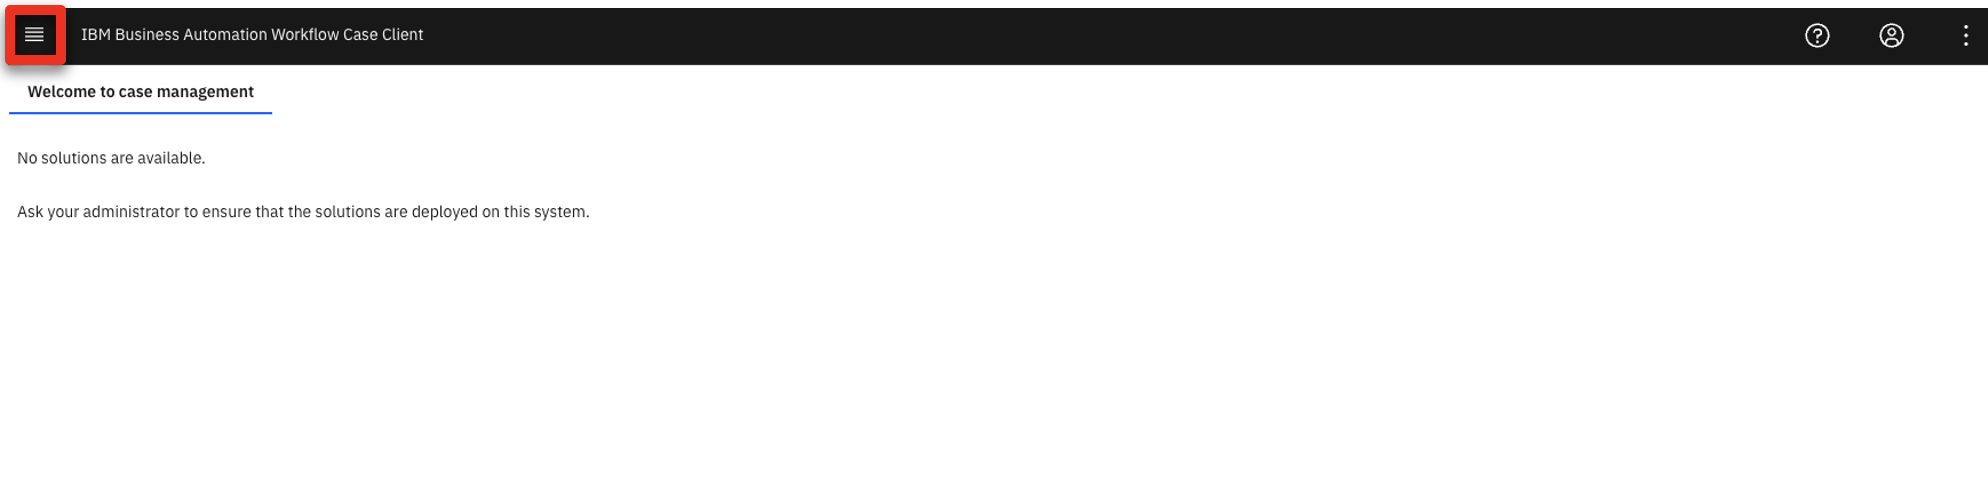 IBM Business Automation Workflow Case Client
Welcome to case management
No solutions are available.
Ask your administrator to ensure that the solutions are deployed on this system.